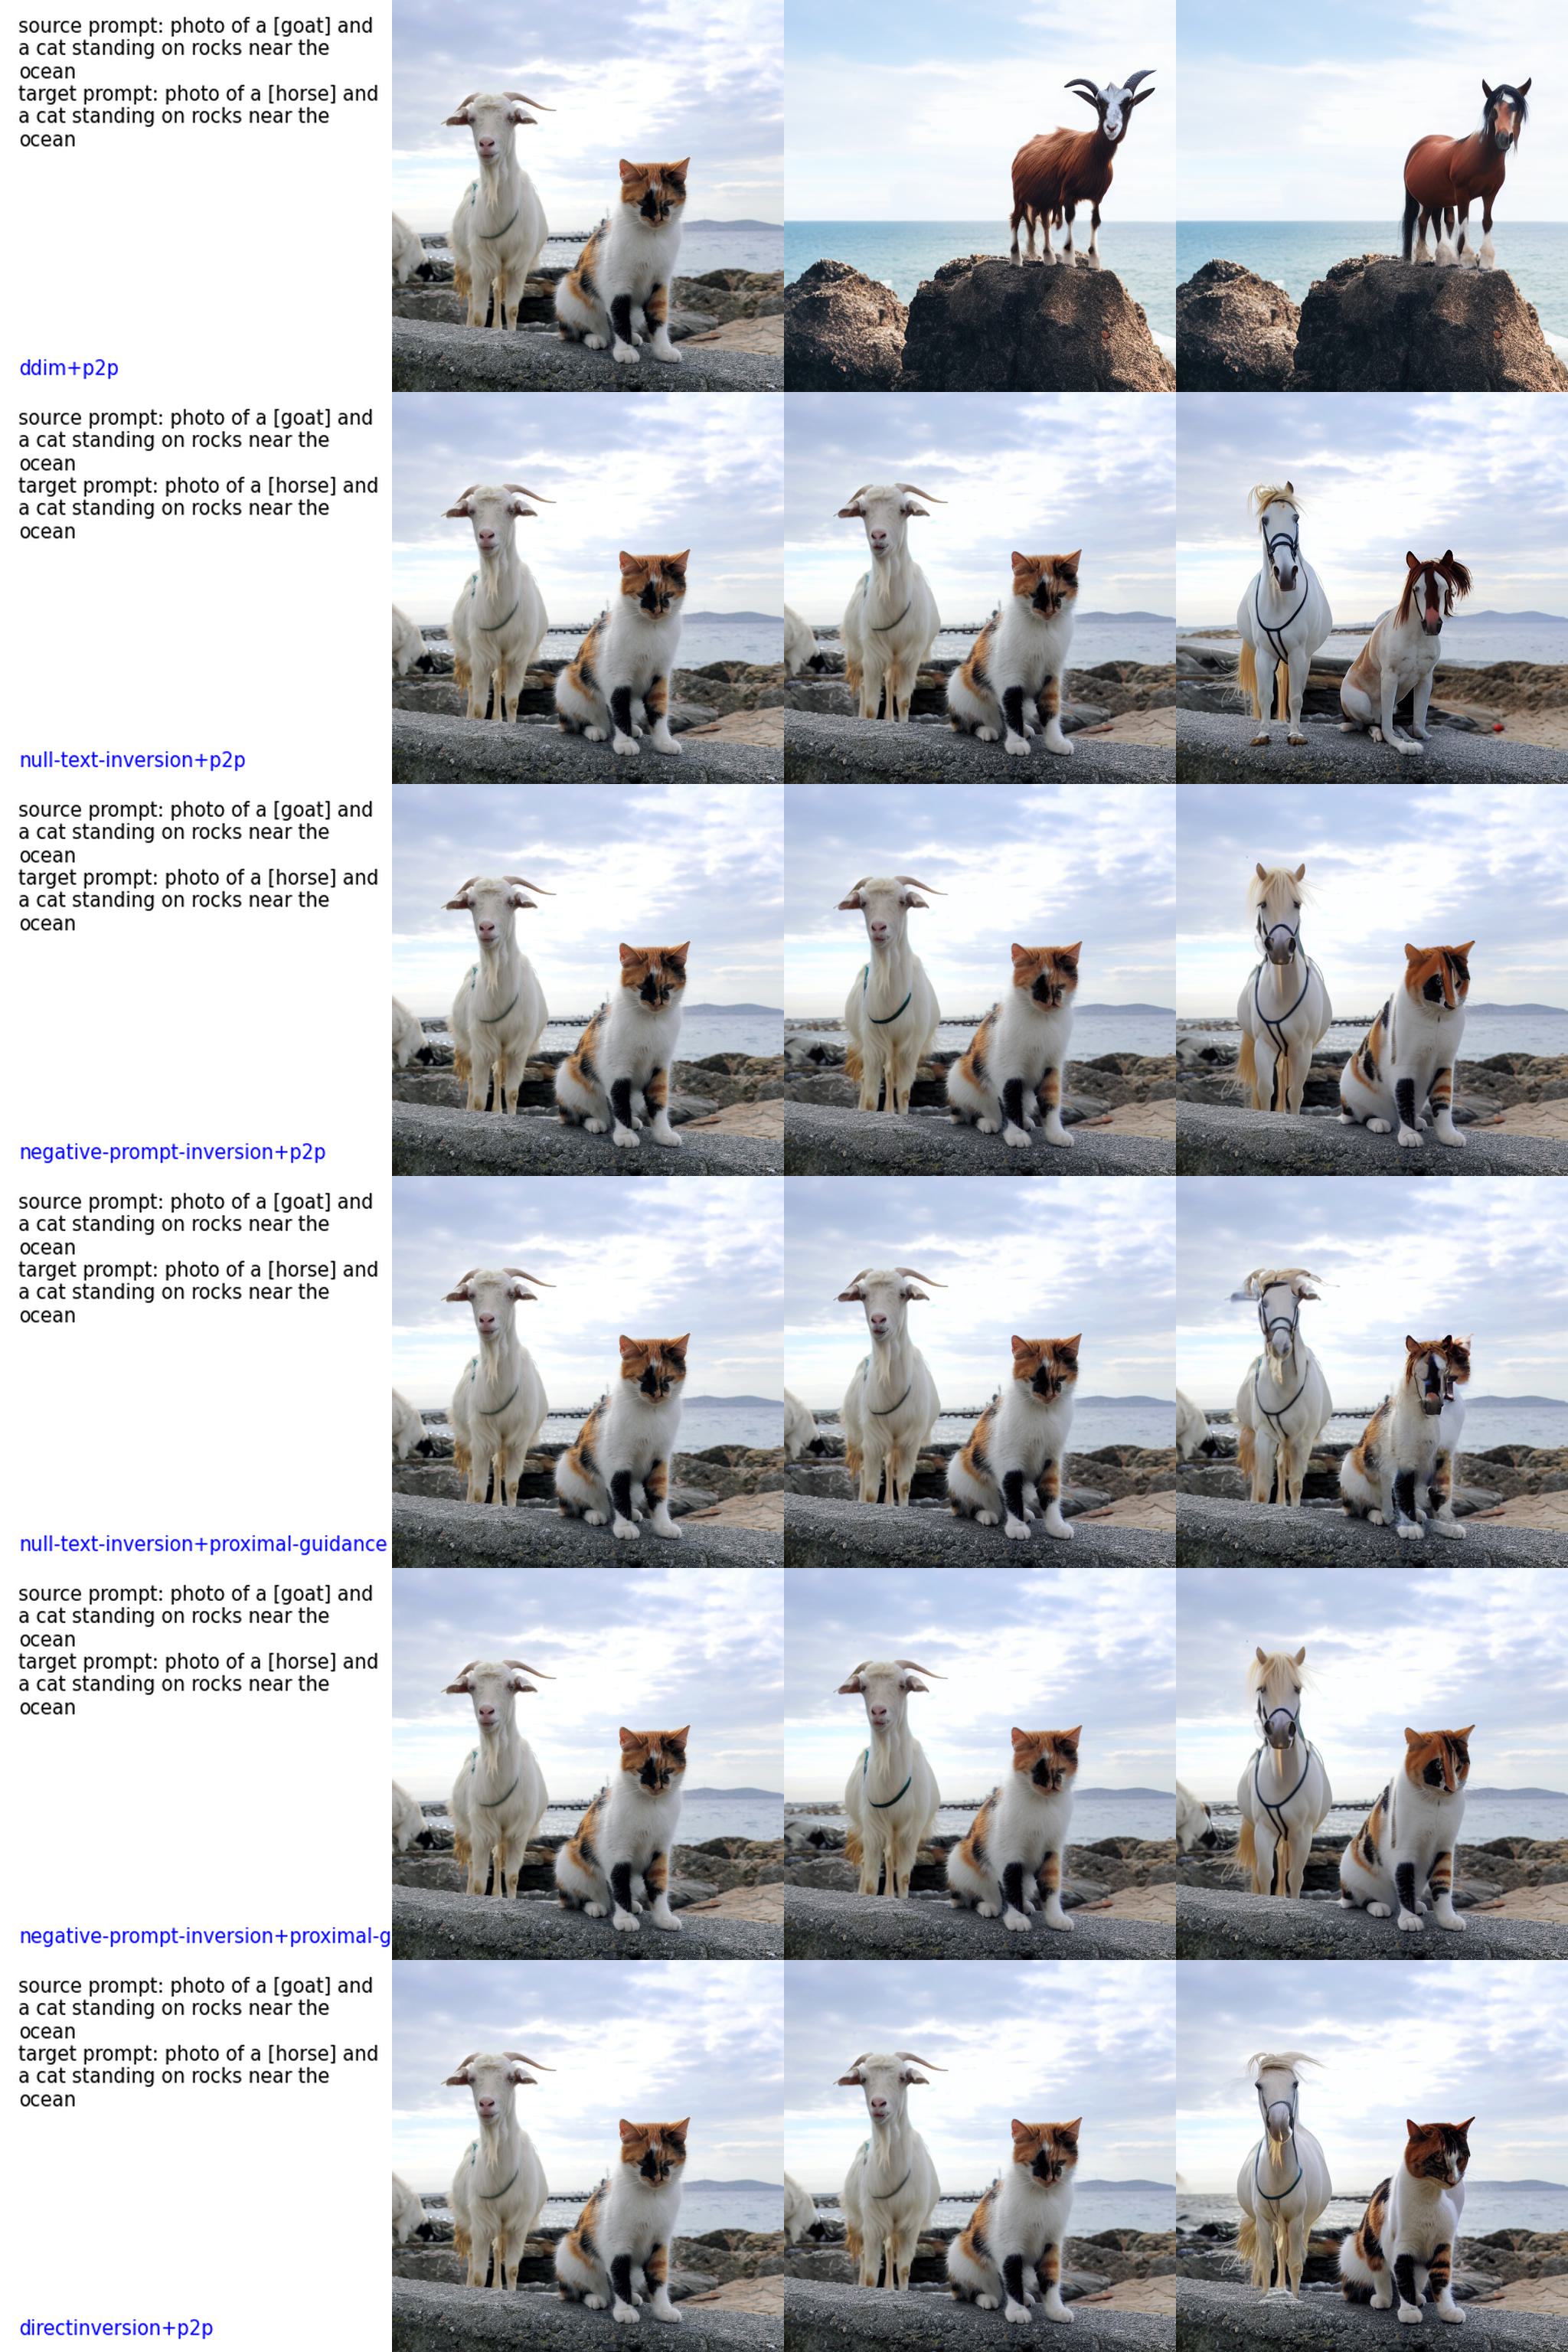 source prompt: photo of a [goat] and
a cat standing on rocks near the
ocean
target prompt: photo of a [horse] and
a cat standing on rocks near the
ocean
ddim+p2p
source prompt: photo of a [goat] and
a cat standing on rocks near the
ocean
target prompt: photo of a [horse] and
a cat standing on rocks near the
ocean
null-text-inversion+p2p
source prompt: photo of a [goat] and
a cat standing on rocks near the
ocean
target prompt: photo of a [horse] and
a cat standing on rocks near the
ocean
negative-prompt-inversion+p2p
source prompt: photo of a [goat] and
a cat standing on rocks near the
ocean
target prompt: photo of a [horse] and
a cat standing on rocks near the
ocean
null-text-inversion+proximal-guidance
source prompt: photo of a [goat] and
a cat standing on rocks near the
ocean
target prompt: photo of a [horse] and
a cat standing on rocks near the
ocean
negative-prompt-inversion+proximal-g
source prompt: photo of a [goat] and
a cat standing on rocks near the
ocean
target prompt: photo of a [horse] and
a cat standing on rocks near the
ocean
directinversion+p2p